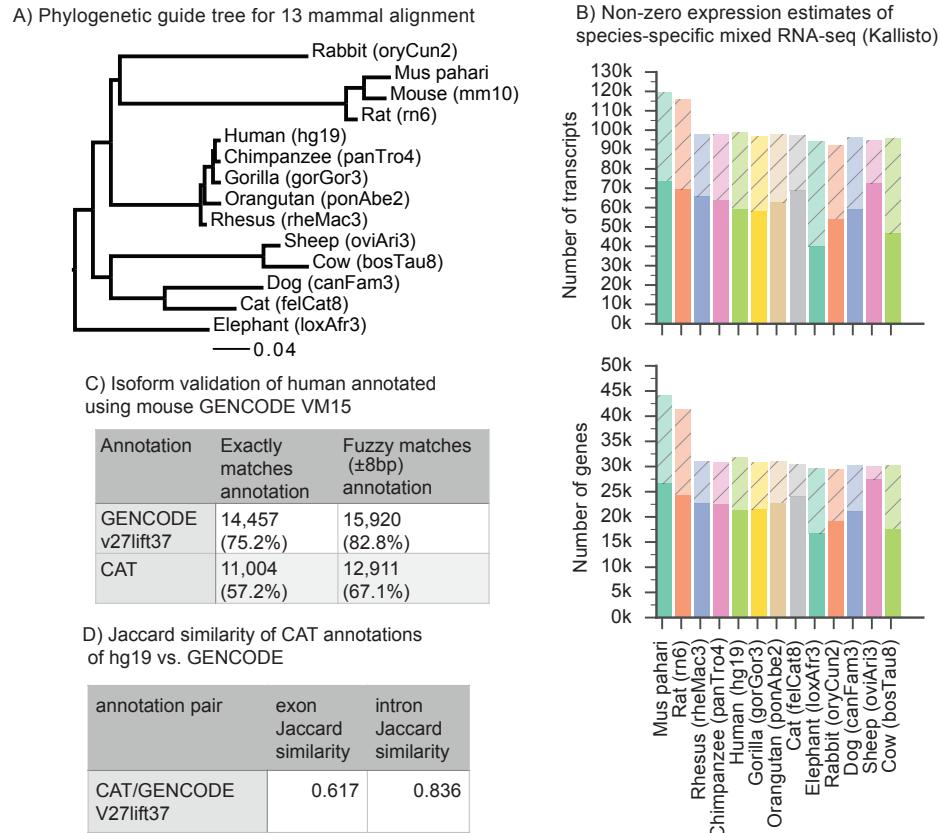 A) Phylogenetic guide tree for 13 mammal alignment
Rabbit (oryCun2)
Mus pahari
Mouse (mm10)
Rat (rn6)
Human (hg19)
Chimpanzee (panTro4)
Gorilla (gorGor3)
Orangutan (ponAbe2)
Rhesus (rheMac3)
Sheep (oviAri3)
Cow (bosTau8)
Dog (canFam3)
Cat (felCat8)
Elephant (loxAfr3)
0.04
B) Non-zero expression estimates of
species-specific mixed RNA-seq (Kallisto)
Number of transcripts
130k
120k
110k
100k
90k
80k
70k
60k
50k
40k
30k
20k
10k
0k
Number of genes
50k
45k
40k
35k
30k
25k
20k
15k
10k
5k
0k
Mus pahari
Rat (rn6)
Rhesus (rheMac3)
Chimpanzee (panTro4)
Human (hg19)
Gorilla (gorGor3)
Orangutan (ponAbe2)
Cat (felCat8)
Elephant (loxAfr3)
Rabbit (oryCun2)
Dog (canFam3)
Sheep (oviAri3)
Cow (bosTau8)
C) Isoform validation of human annotated
using mouse GENCODE VM15
Annotation Exactly Fuzzy matches
matches (±8bp)
annotation annotation
GENCODE 14,457 15,920
v27lift37 (75.2%) (82.8%)
CAT 11,004 12,911
(57.2%) (67.1%)
D) Jaccard similarity of CAT annotations
of hg19 vs. GENCODE
annotation pair exon intron
Jaccard Jaccard
similarity similarity
CAT/GENCODE 0.617 0.836
V27lift37